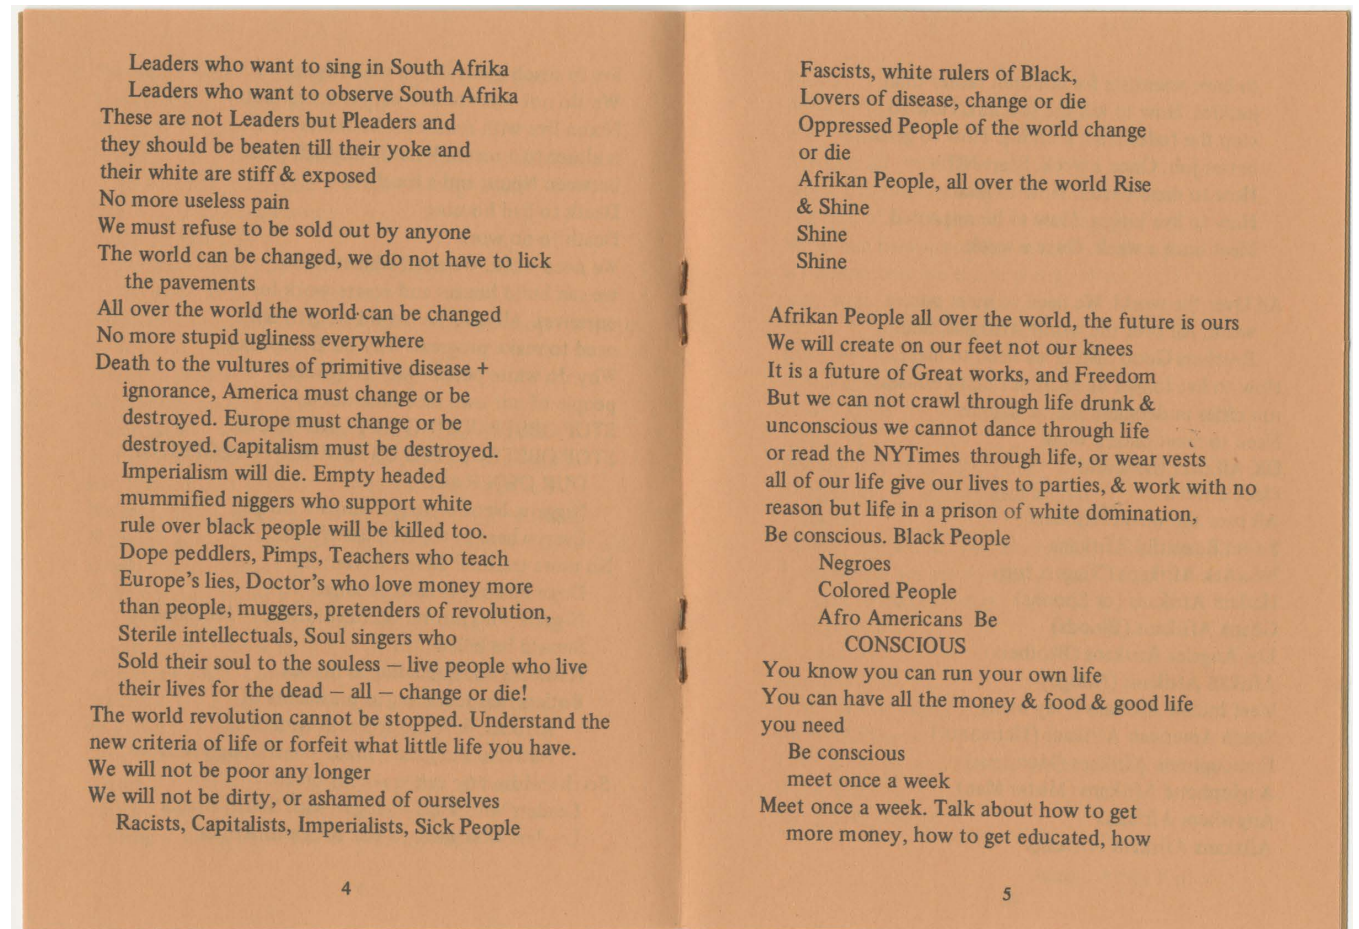 Leaders who want to sing in South Afrika
Leaders who want to observe South Afrika
These are not Leaders but Pleaders and
they should be beaten till their yoke and
their white are stiff & exposed
No more useless pain
We must refuse to be sold out by anyone
The world can be changed, we do not have to lick
the pavements
All over the world the world can be changed
No more stupid ugliness everywhere
Death to the vultures of primitive disease +
ignorance, America must change or be
destroyed. Europe must change or be
destroyed. Capitalism must be destroyed.
Imperialism will die. Empty headed
mummified niggers who support white
rule over black people will be killed too.
Dope peddlers, Pimps, Teachers who teach
Europe's lies, Doctor's who love money more
than people, muggers, pretenders of revolution,
Sterile intellectuals, Soul singers who
Sold their soul to the souless – live people who live
their lives for the dead – all – change or die!
The world revolution cannot be stopped. Understand the
new criteria of life or forfeit what little life you have.
We will not be poor any longer
We will not be dirty, or ashamed of ourselves
Racists, Capitalists, Imperialists, Sick People
4
Fascists, white rulers of Black,
Lovers of disease, change or die
Oppressed People of the world change
or die
Afrikan People, all over the world Rise
& Shine
Shine
Shine
Afrikan People all over the world, the future is ours
We will create on our feet not our knees
It is a future of Great works, and Freedom
But we can not crawl through life drunk &
unconscious we cannot dance through life
or read the NYTimes through life, or wear vests
all of our life give our lives to parties, & work with no
reason but life in a prison of white domination,
Be conscious. Black People
Negroes
Colored People
Afro Americans Be
CONSCIOUS
You know you can run your own life
You can have all the money & food & good life
you need
Be conscious
meet once a week
Meet once a week. Talk about how to get
more money, how to get educated, how
5